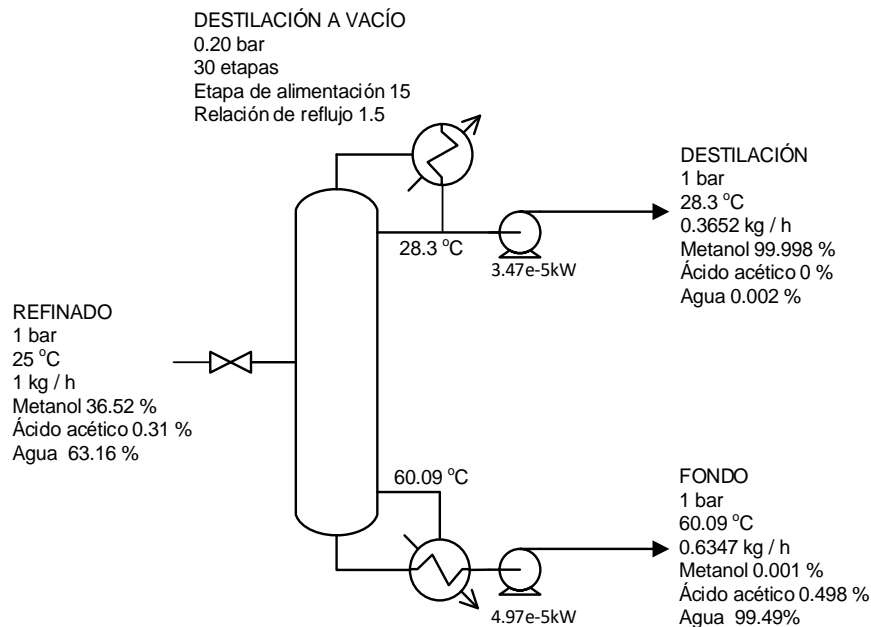 DESTILACIÓN A VACÍO
0.20 bar
30 etapas
Etapa de alimentación 15
Relación de reflujo 1.5
DESTILACIÓN
1 bar
28.3 °C
0.3652 kg / h
Metanol 99.998 %
Ácido acético 0 %
Agua 0.002 %
28.3 °C
3.47e-5kW
REFINADO
1 bar
25 °C
1 kg / h
Metanol 36.52 %
Ácido acético 0.31 %
Agua 63.16 %
60.09 °C
FONDO
1 bar
60.09 °C
0.6347 kg / h
Metanol 0.001 %
Ácido acético 0.498 %
Agua 99.49%
4.97e-5kW